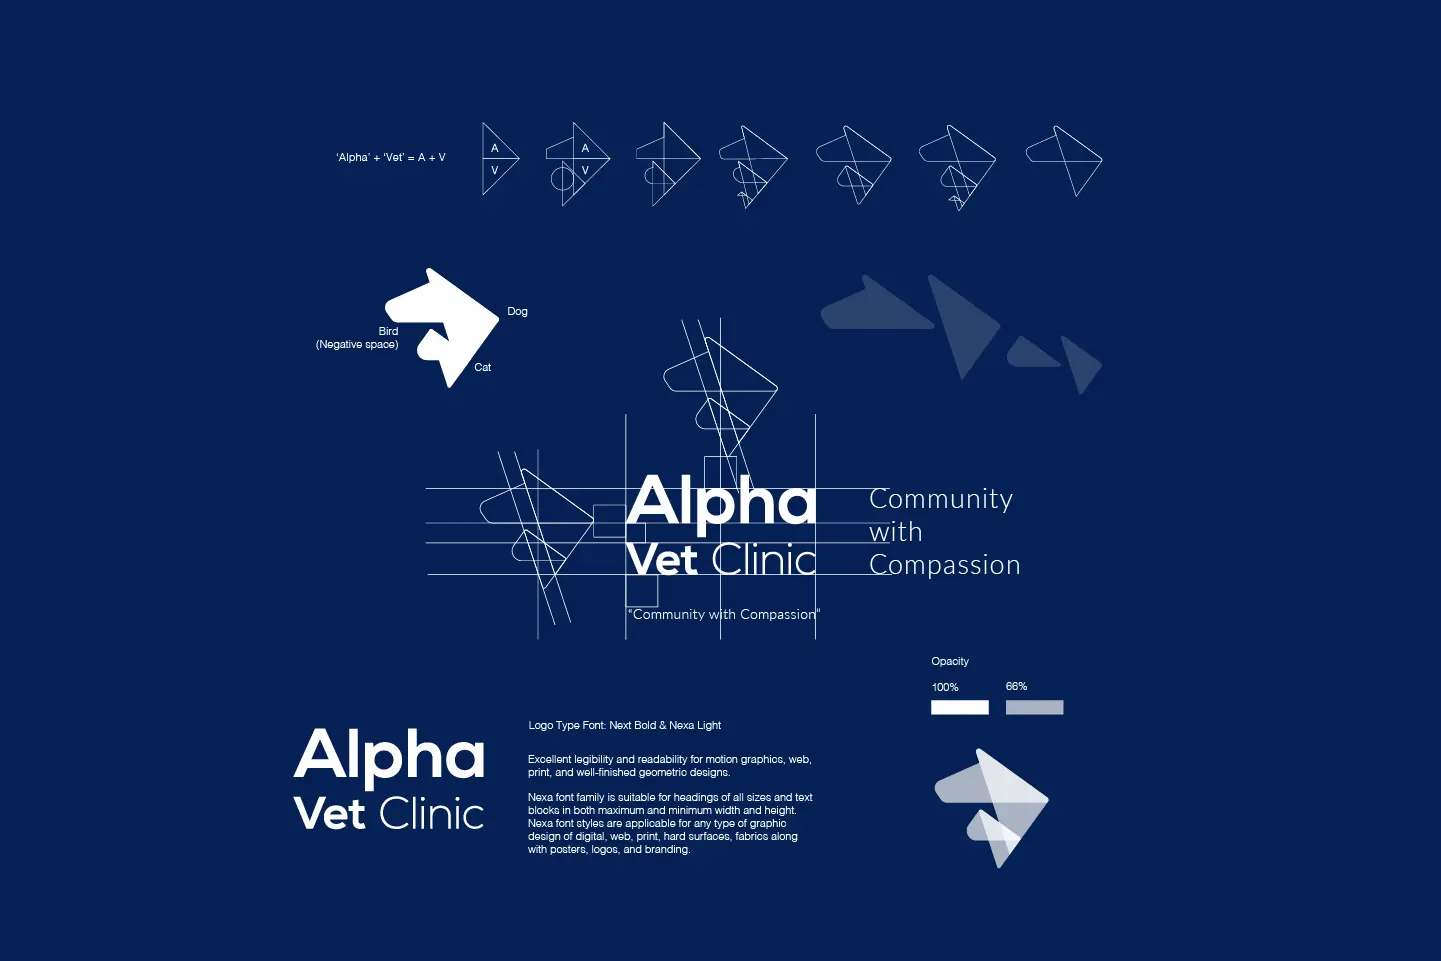 ‘Alpha’ + ‘Vet’ = A + V
A
V
A
V
Dog
Bird
(Negative space)
Cat
Alpha
Vet Clinic
“Community with Compassion”
Community
with
Compassion
Opacity
100%
66%
Alpha
Vet Clinic
Logo Type Font: Next Bold & Nexa Light
Excellent legibility and readability for motion graphics, web,
print, and well-finished geometric designs.
Nexa font family is suitable for headings of all sizes and text
blocks in both maximum and minimum width and height.
Nexa font styles are applicable for any type of graphic
design of digital, web, print, hard surfaces, fabrics along
with posters, logos, and branding.